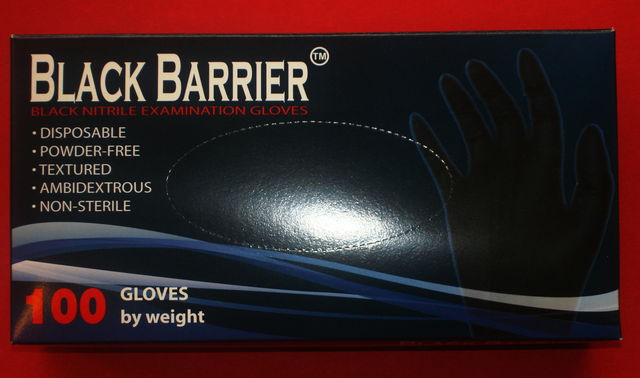 BLACK BARRIER™
BLACK NITRILE EXAMINATION GLOVES
• DISPOSABLE
• POWDER-FREE
• TEXTURED
• AMBIDEXTROUS
• NON-STERILE
100 GLOVES
by weight